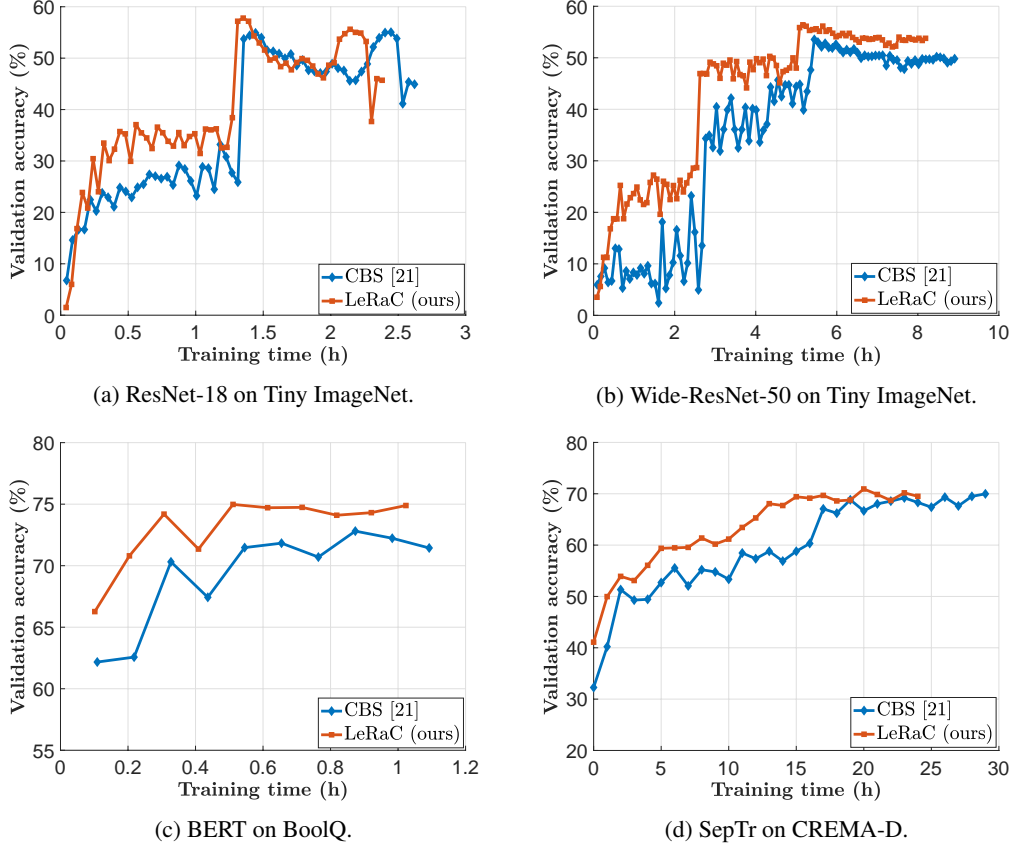 60
50
40
30
20
10
0
Validation accuracy (%)
CBS [21]
LeRaC (ours)
0 0.5 1 1.5 2 2.5 3
Training time (h)
(a) ResNet-18 on Tiny ImageNet.
60
50
40
30
20
10
0
Validation accuracy (%)
CBS [21]
LeRaC (ours)
0 2 4 6 8 10
Training time (h)
(b) Wide-ResNet-50 on Tiny ImageNet.
80
75
70
65
60
55
Validation accuracy (%)
CBS [21]
LeRaC (ours)
0 0.2 0.4 0.6 0.8 1 1.2
Training time (h)
(c) BERT on BoolQ.
80
70
60
50
40
30
20
Validation accuracy (%)
CBS [21]
LeRaC (ours)
0 5 10 15 20 25 30
Training time (h)
(d) SepTr on CREMA-D.